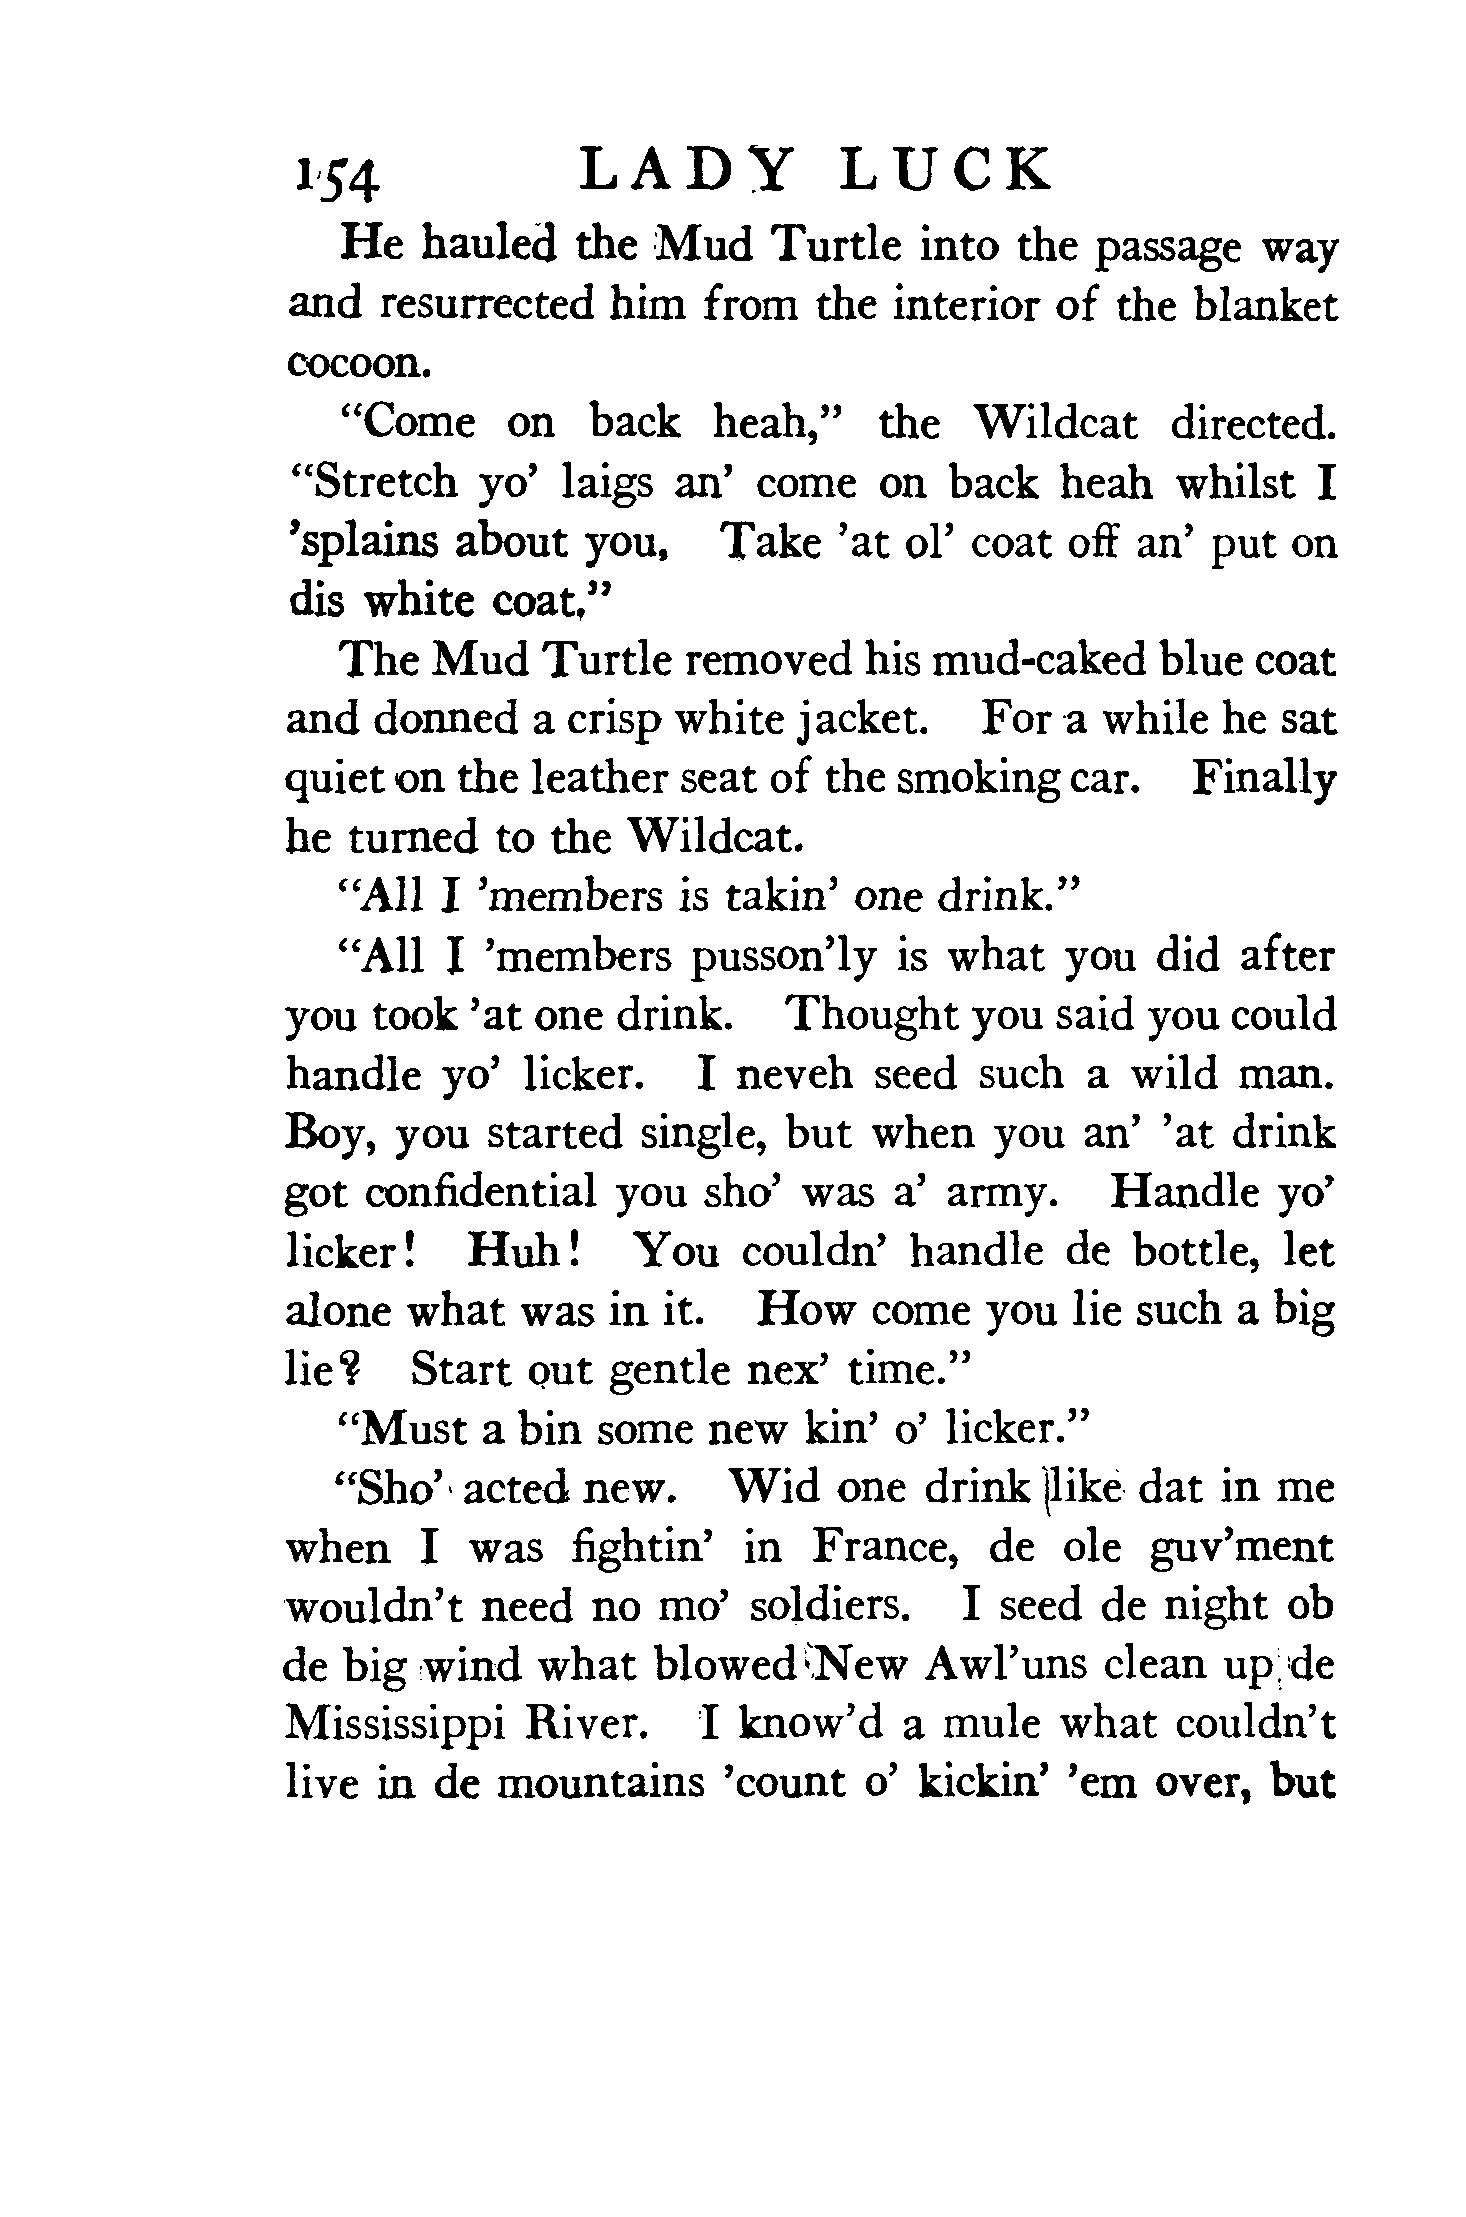 154 LADY LUCK
He hauled the Mud Turtle into the passage way
and resurrected him from the interior of the blanket
cocoon.
“Come on back heah,” the Wildcat directed.
“Stretch yo’ laigs an’ come on back heah whilst I
’splains about you. Take ’at ol’ coat off an’ put on
dis white coat.”
The Mud Turtle removed his mud-caked blue coat
and donned a crisp white jacket. For a while he sat
quiet on the leather seat of the smoking car. Finally
he turned to the Wildcat.
“All I ’members is takin’ one drink.”
“All I ’members pusson’ly is what you did after
you took ’at one drink. Thought you said you could
handle yo’ licker. I neveh seed such a wild man.
Boy, you started single, but when you an’ ’at drink
got confidential you sho’ was a’ army. Handle yo’
licker! Huh! You couldn’ handle de bottle, let
alone what was in it. How come you lie such a big
lie? Start out gentle nex’ time.”
“Must a bin some new kin’ o’ licker.”
“Sho’ acted new. Wid one drink like dat in me
when I was fightin’ in France, de ole guv’ment
wouldn’t need no mo’ soldiers. I seed de night ob
de big wind what blowed New Awl’uns clean up de
Mississippi River. I know’d a mule what couldn’t
live in de mountains ’count o’ kickin’ ’em over, but